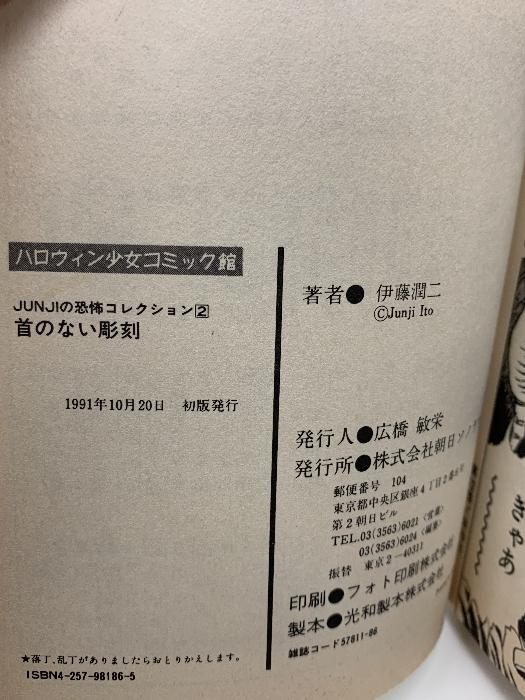 ハロウィン少女コミック館
JUNJIの恐怖コレクション2
首のない彫刻
1991年10月20日 初版発行
★落丁、乱丁がありましたらおとりかえします。
ISBN4-257-98186-5
著者●伊藤潤二
©Junji Ito
発行人●広橋 敏栄
発行所●株式会社朝日ソノ
郵便番号 104
東京都中央区銀座4丁目2番6号
第2朝日ビル
TEL.03(3563)6021〈営業〉
03(3563)6024〈編集〉
振替 東京2-40311
印刷●フォト印刷株式会社
製本●光和製本株式会社
雑誌コード57811-86
きゃあ